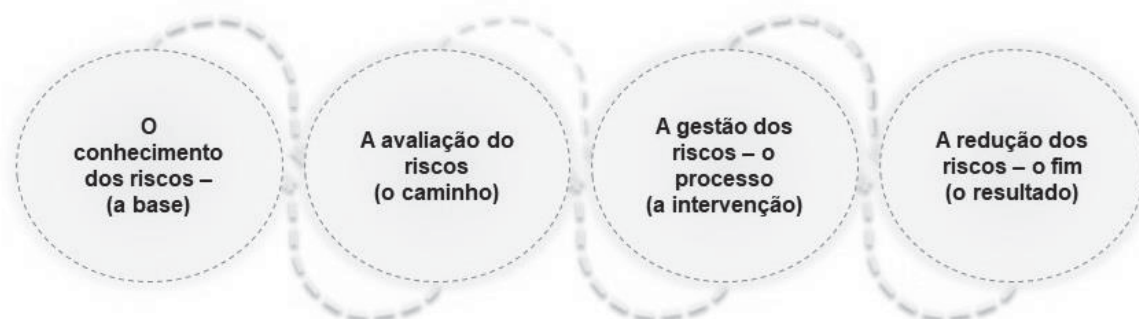 O
conhecimento
dos riscos –
(a base)
A avaliação do
riscos
(o caminho)
A gestão dos
riscos – o
processo
(a intervenção)
A redução dos
riscos – o fim
(o resultado)